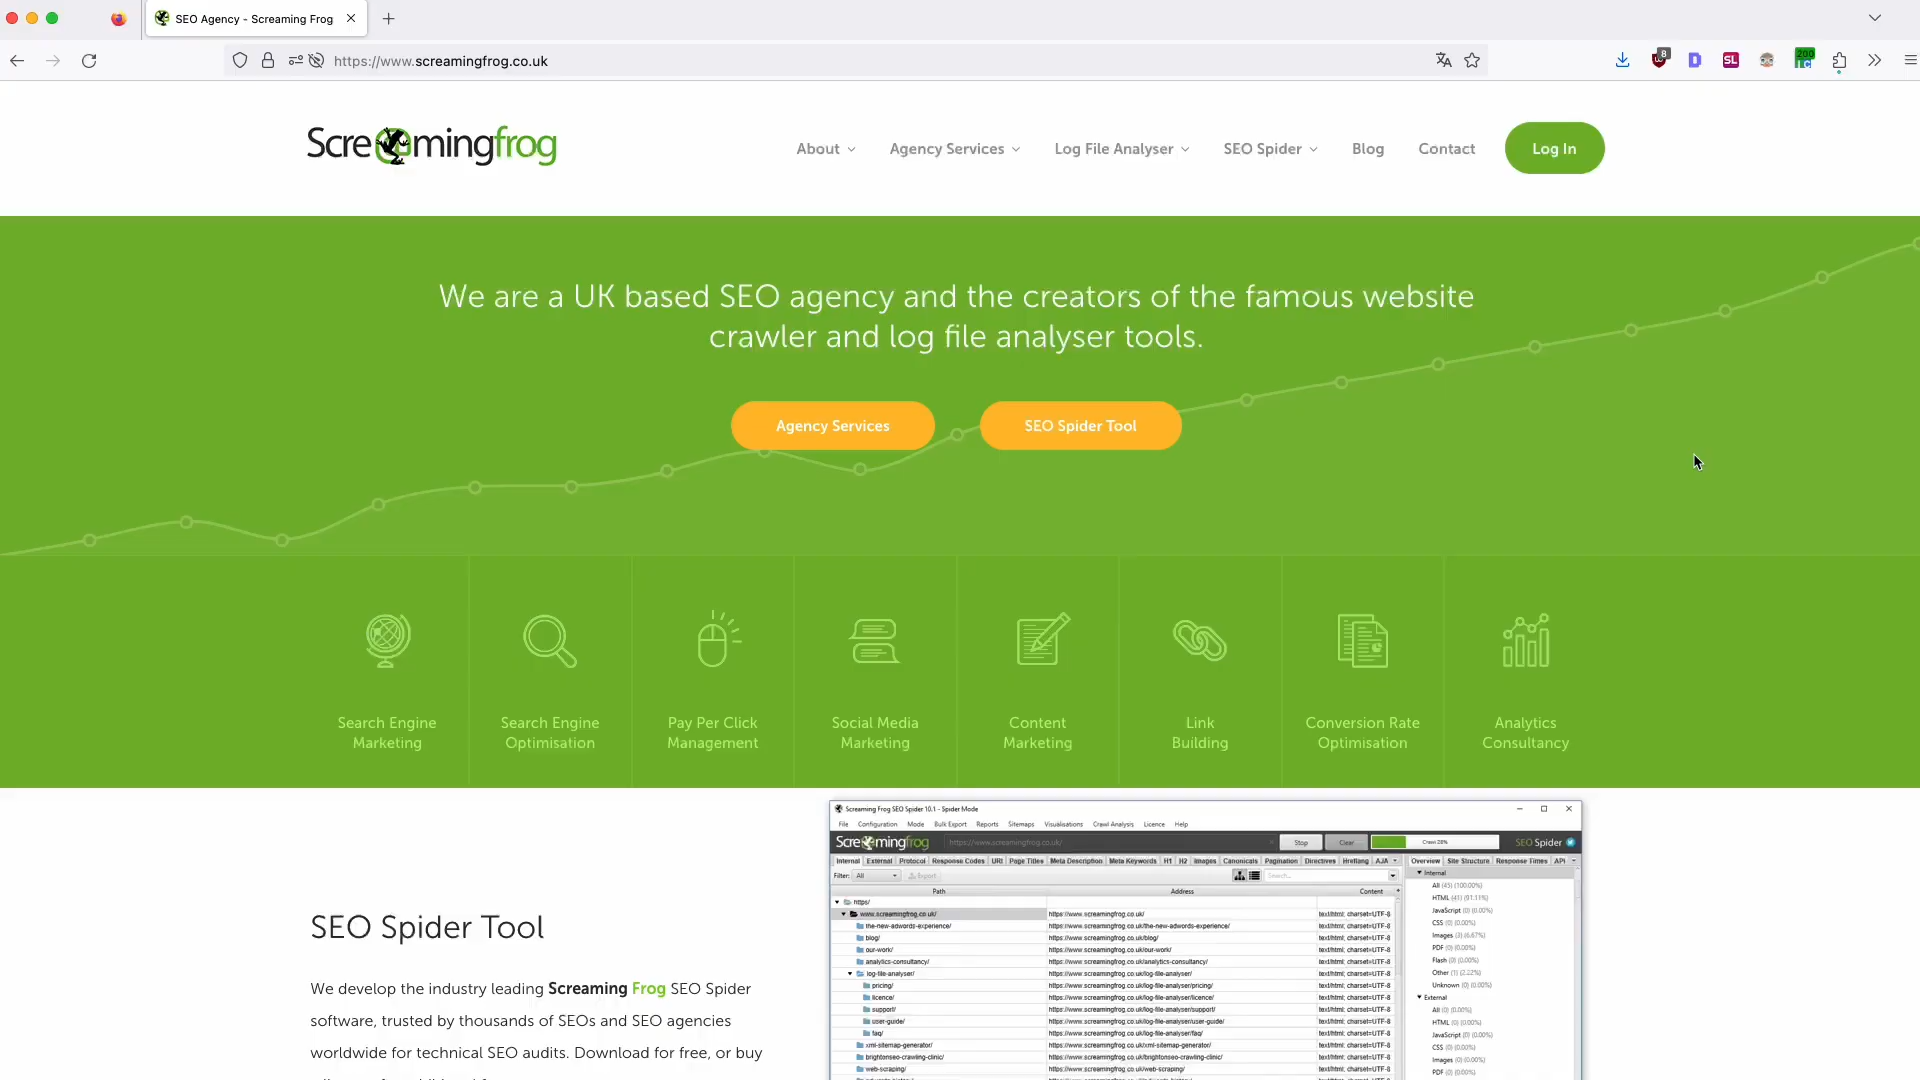 SEO Agency - Screaming Frog
https://www.screamingfrog.co.uk
8
SL
200
Screamingfrog
About
Agency Services
Log File Analyser
SEO Spider
Blog
Contact
Log In
We are a UK based SEO agency and the creators of the famous website
crawler and log file analyser tools.
Agency Services
SEO Spider Tool
Search Engine
Marketing
Search Engine
Optimisation
Pay Per Click
Management
Social Media
Marketing
Content
Marketing
Link
Building
Conversion Rate
Optimisation
Analytics
Consultancy
SEO Spider Tool
We develop the industry leading Screaming Frog SEO Spider
software, trusted by thousands of SEOs and SEO agencies
worldwide for technical SEO audits. Download for free, or buy
Screaming Frog SEO Spider 10.1 - Spider Mode
File Configuration Mode Bulk Export Reports Sitemaps Visualisations Crawl Analysis Licence Help
Screamingfrog https://www.screamingfrog.co.uk/ Stop Clear Crawl 28% SEO Spider
Internal External Protocol Response Codes URI Page Titles Meta Description Meta Keywords H1 H2 Images Canonicals Pagination Directives Hreflang AJA
Filter: All Export Search...
Path Address Content
https/
www.screamingfrog.co.uk/ https://www.screamingfrog.co.uk/ text/html; charset=UTF-8
the-new-adwords-experience/ https://www.screamingfrog.co.uk/the-new-adwords-experience/ text/html; charset=UTF-8
blog/ https://www.screamingfrog.co.uk/blog/ text/html; charset=UTF-8
our-work/ https://www.screamingfrog.co.uk/our-work/ text/html; charset=UTF-8
analytics-consultancy/ https://www.screamingfrog.co.uk/analytics-consultancy/ text/html; charset=UTF-8
log-file-analyser/ https://www.screamingfrog.co.uk/log-file-analyser/ text/html; charset=UTF-8
pricing/ https://www.screamingfrog.co.uk/log-file-analyser/pricing/ text/html; charset=UTF-8
licence/ https://www.screamingfrog.co.uk/log-file-analyser/licence/ text/html; charset=UTF-8
support/ https://www.screamingfrog.co.uk/log-file-analyser/support/ text/html; charset=UTF-8
user-guide/ https://www.screamingfrog.co.uk/log-file-analyser/user-guide/ text/html; charset=UTF-8
faq/ https://www.screamingfrog.co.uk/log-file-analyser/faq/ text/html; charset=UTF-8
xml-sitemap-generator/ https://www.screamingfrog.co.uk/xml-sitemap-generator/ text/html; charset=UTF-8
brightonseo-crawling-clinic/ https://www.screamingfrog.co.uk/brightonseo-crawling-clinic/ text/html; charset=UTF-8
web-scraping/ https://www.screamingfrog.co.uk/web-scraping/ text/html; charset=UTF-8
Overview Site Structure Response Times API
Internal
All (45) (100.00%)
HTML (41) (91.11%)
JavaScript (0) (0.00%)
CSS (0) (0.00%)
Images (3) (6.67%)
PDF (0) (0.00%)
Flash (0) (0.00%)
Other (1) (2.22%)
Unknown (0) (0.00%)
External
All (0) (0.00%)
HTML (0) (0.00%)
JavaScript (0) (0.00%)
CSS (0) (0.00%)
Images (0) (0.00%)
PDF (0) (0.00%)